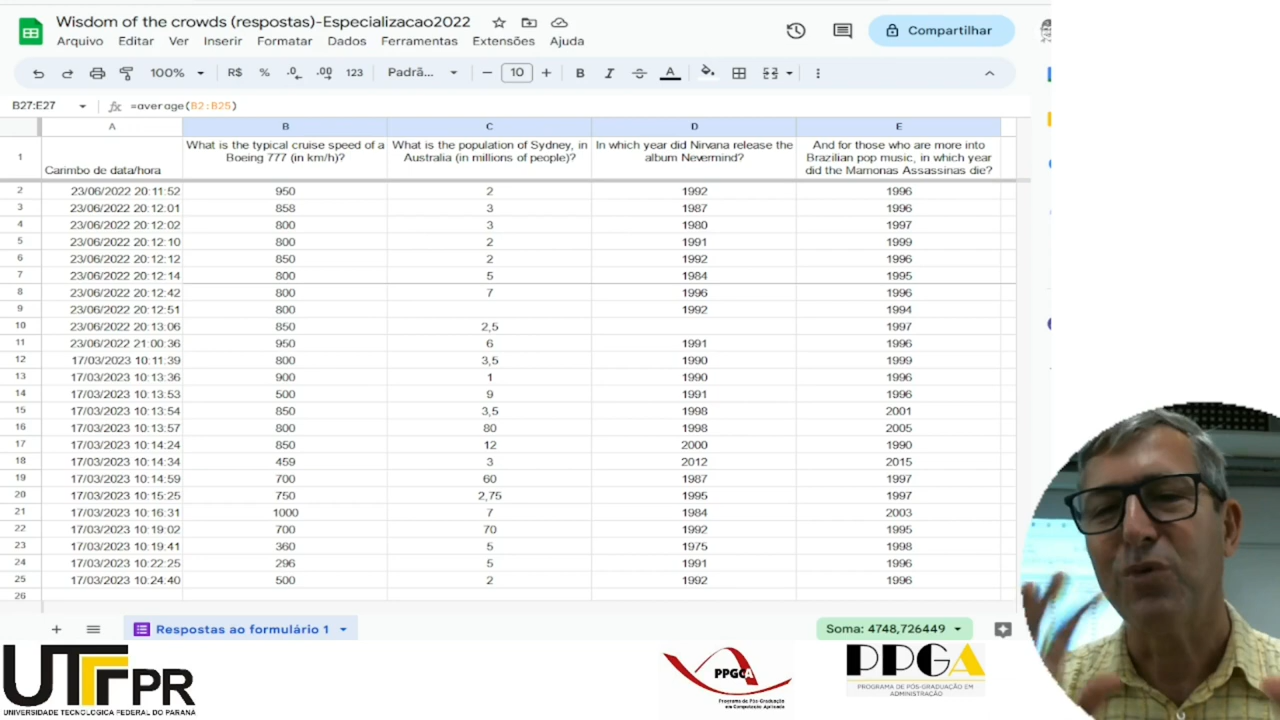 Wisdom of the crowds (respostas)-Especializacao2022
Arquivo Editar Ver Inserir Formatar Dados Ferramentas Extensões Ajuda
Compartilhar
100% R$ % .0 .00 123 Padrã... − 10 + B I A
B27:E27 fx =average(B2:B25)
A B C D E
1 Carimbo de data/hora What is the typical cruise speed of a Boeing 777 (in km/h)? What is the population of Sydney, in Australia (in millions of people)? In which year did Nirvana release the album Nevermind? And for those who are more into Brazilian pop music, in which year did the Mamonas Assassinas die?
2 23/06/2022 20:11:52 950 2 1992 1996
3 23/06/2022 20:12:01 858 3 1987 1996
4 23/06/2022 20:12:02 800 3 1980 1997
5 23/06/2022 20:12:10 800 2 1991 1999
6 23/06/2022 20:12:12 850 2 1992 1996
7 23/06/2022 20:12:14 800 5 1984 1995
8 23/06/2022 20:12:42 800 7 1996 1996
9 23/06/2022 20:12:51 800 1992 1994
10 23/06/2022 20:13:06 850 2,5 1997
11 23/06/2022 21:00:36 950 6 1991 1996
12 17/03/2023 10:11:39 800 3,5 1990 1999
13 17/03/2023 10:13:36 900 1 1990 1996
14 17/03/2023 10:13:53 500 9 1991 1996
15 17/03/2023 10:13:54 850 3,5 1998 2001
16 17/03/2023 10:13:57 800 80 1998 2005
17 17/03/2023 10:14:24 850 12 2000 1990
18 17/03/2023 10:14:34 459 3 2012 2015
19 17/03/2023 10:14:59 700 60 1987 1997
20 17/03/2023 10:15:25 750 2,75 1995 1997
21 17/03/2023 10:16:31 1000 7 1984 2003
22 17/03/2023 10:19:02 700 70 1992 1995
23 17/03/2023 10:19:41 360 5 1975 1998
24 17/03/2023 10:22:25 296 5 1991 1996
25 17/03/2023 10:24:40 500 2 1992 1996
26
+ Respostas ao formulário 1 Soma: 4748,726449
UTFPR
UNIVERSIDADE TECNOLÓGICA FEDERAL DO PARANÁ
PPGCA
Programa de Pós-Graduação
em Computação Aplicada
PPGA
PROGRAMA DE PÓS-GRADUAÇÃO EM
ADMINISTRAÇÃO